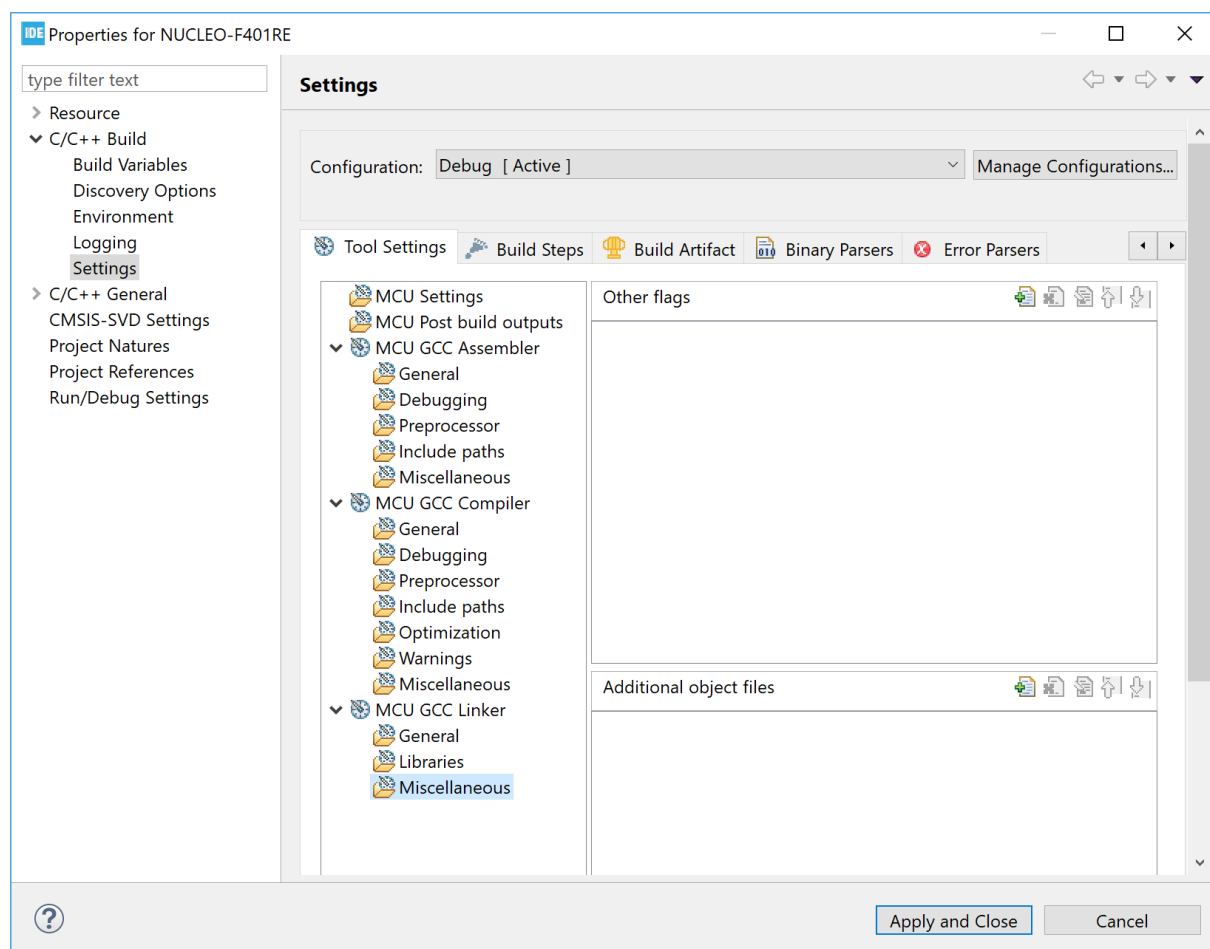 IDE Properties for NUCLEO-F401RE
type filter text
Resource
C/C++ Build
Build Variables
Discovery Options
Environment
Logging
Settings
C/C++ General
CMSIS-SVD Settings
Project Natures
Project References
Run/Debug Settings
Settings
Configuration: Debug [ Active ] Manage Configurations...
Tool Settings Build Steps 010 Binary Parsers Build Artifact Error Parsers
MCU Settings
MCU Post build outputs
MCU GCC Assembler
General
Debugging
Preprocessor
Include paths
Miscellaneous
MCU GCC Compiler
General
Debugging
Preprocessor
Include paths
Optimization
Warnings
Miscellaneous
MCU GCC Linker
General
Libraries
Miscellaneous
Other flags
Additional object files
? Apply and Close Cancel